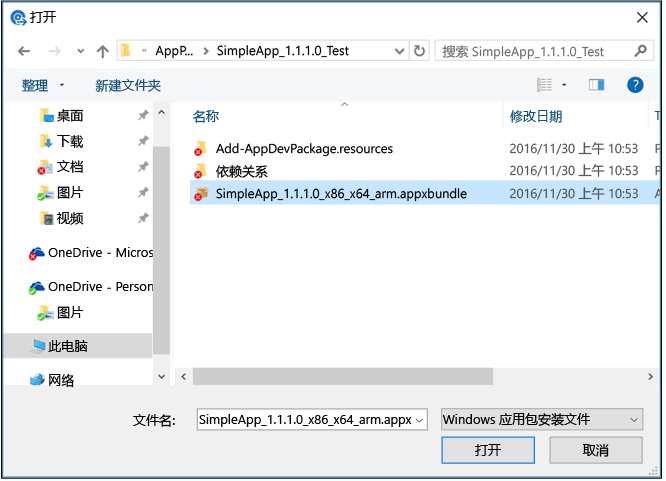 打开
« AppP... > SimpleApp_1.1.1.0_Test
搜索 SimpleApp_1.1.1.0_Test
整理
新建文件夹
名称
修改日期
桌面
下载
文档
图片
视频
OneDrive - Micros
OneDrive - Person
图片
此电脑
网络
Add-AppDevPackage.resources 2016/11/30 上午 10:53
依赖关系 2016/11/30 上午 10:53
SimpleApp_1.1.1.0_x86_x64_arm.appxbundle 2016/11/30 上午 10:53
文件名: SimpleApp_1.1.1.0_x86_x64_arm.appx
Windows 应用包安装文件
打开
取消